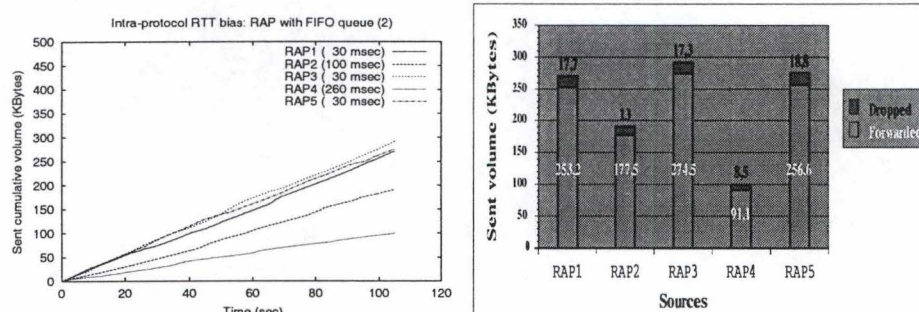 Intra-protocol RTT bias: RAP with FIFO queue (2)
Sent cumulative volume (KBytes)
500
450
400
350
300
250
200
150
100
50
0
RAP1 ( 30 msec)
RAP2 (100 msec)
RAP3 ( 30 msec)
RAP4 (260 msec)
RAP5 ( 30 msec)
0 20 40 60 80 100 120
Time (sec)
Sent volume (KBytes)
350
300
250
200
150
100
50
0
17,7
13
17,3
8,5
18,8
253,2
177,5
274,5
91,1
256,6
RAP1 RAP2 RAP3 RAP4 RAP5
Sources
Dropped
Forwarded